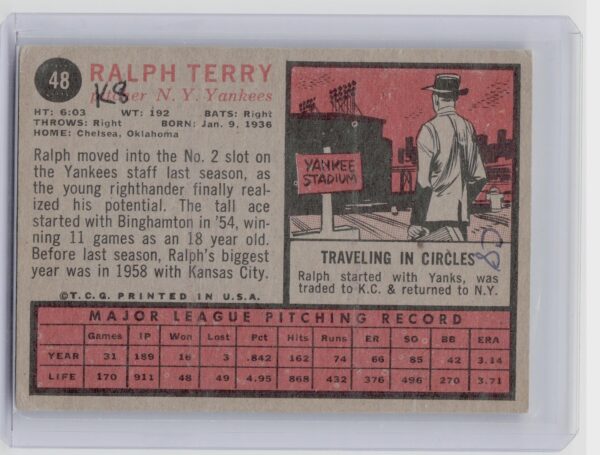 48
RALPH TERRY
pitcher N. Y. Yankees
K8
HT: 6:03 WT: 192 BATS: Right
THROWS: Right BORN: Jan. 9, 1936
HOME: Chelsea, Oklahoma
Ralph moved into the No. 2 slot on
the Yankees staff last season, as
the young righthander finally real-
ized his potential. The tall ace
started with Binghamton in '54, win-
ning 11 games as an 18 year old.
Before last season, Ralph's biggest
year was in 1958 with Kansas City.
©T.C.G. PRINTED IN U.S.A.
YANKEE
STADIUM
TRAVELING IN CIRCLES
Ralph started with Yanks, was
traded to K.C. & returned to N.Y.
MAJOR LEAGUE PITCHING RECORD
Games IP Won Lost Pct Hits Runs ER SO BB ERA
YEAR 31 189 16 3 .842 162 74 66 85 42 3.14
LIFE 170 911 48 49 4.95 868 432 376 496 270 3.71